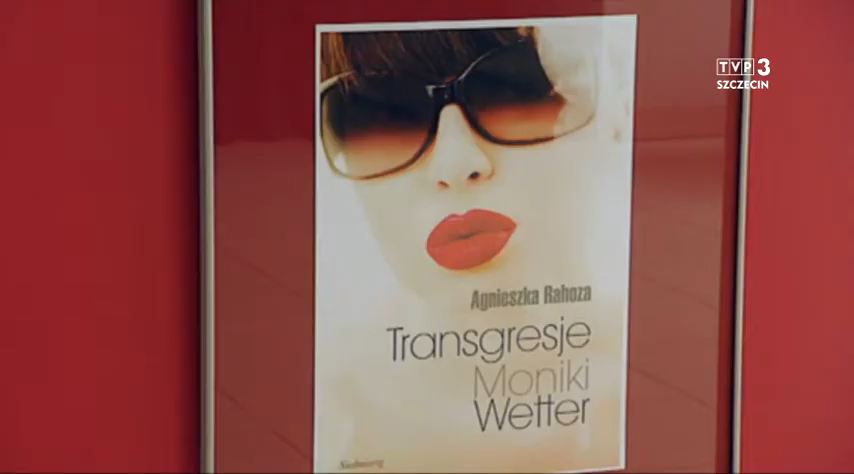 TVP3
SZCZECIN
Agnieszka Rahoza
Transgresje
Moniki
Wetter